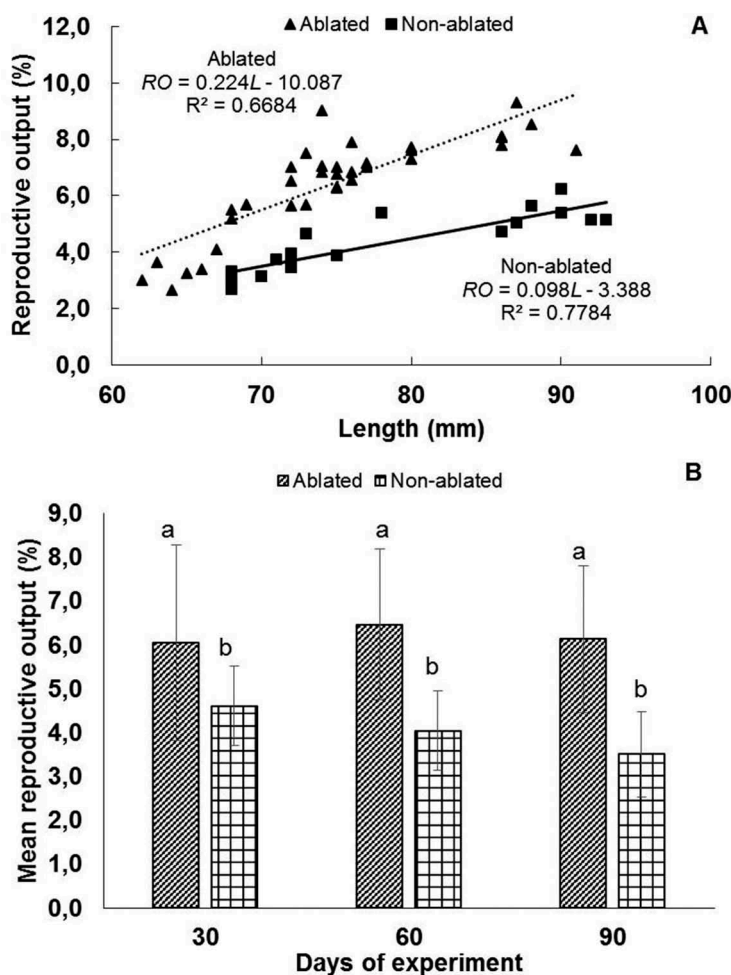 Ablated Non-ablated
A
12,0
10,0
8,0
6,0
4,0
2,0
0,0
Reproductive output (%)
Ablated
RO = 0.224L - 10.087
R² = 0.6684
Non-ablated
RO = 0.098L - 3.388
R² = 0.7784
60 70 80 90 100
Length (mm)
Ablated Non-ablated
B
9,0
8,0
7,0
6,0
5,0
4,0
3,0
2,0
1,0
0,0
Mean reproductive output (%)
a b a b a b
30 60 90
Days of experiment